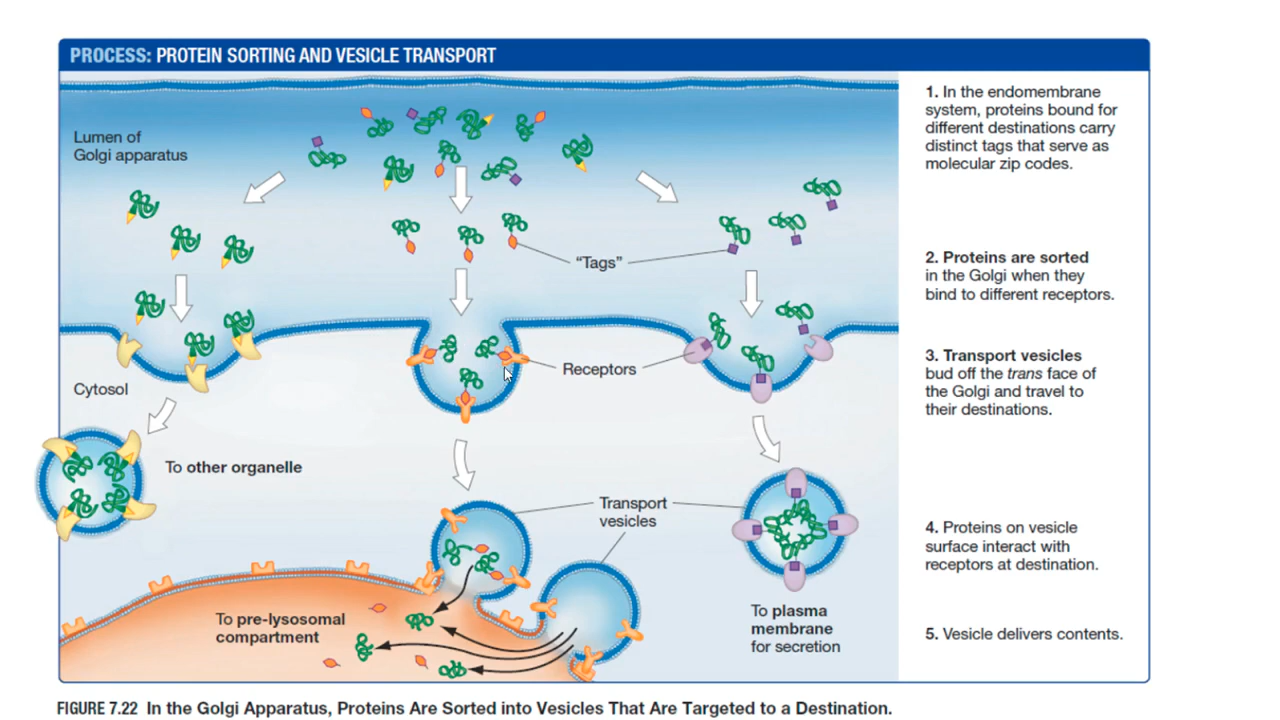 PROCESS: PROTEIN SORTING AND VESICLE TRANSPORT
Lumen of
Golgi apparatus
"Tags"
Receptors
Cytosol
To other organelle
Transport
vesicles
To pre-lysosomal
compartment
To plasma
membrane
for secretion
1. In the endomembrane
system, proteins bound for
different destinations carry
distinct tags that serve as
molecular zip codes.
2. Proteins are sorted
in the Golgi when they
bind to different receptors.
3. Transport vesicles
bud off the trans face of
the Golgi and travel to
their destinations.
4. Proteins on vesicle
surface interact with
receptors at destination.
5. Vesicle delivers contents.
FIGURE 7.22 In the Golgi Apparatus, Proteins Are Sorted into Vesicles That Are Targeted to a Destination.